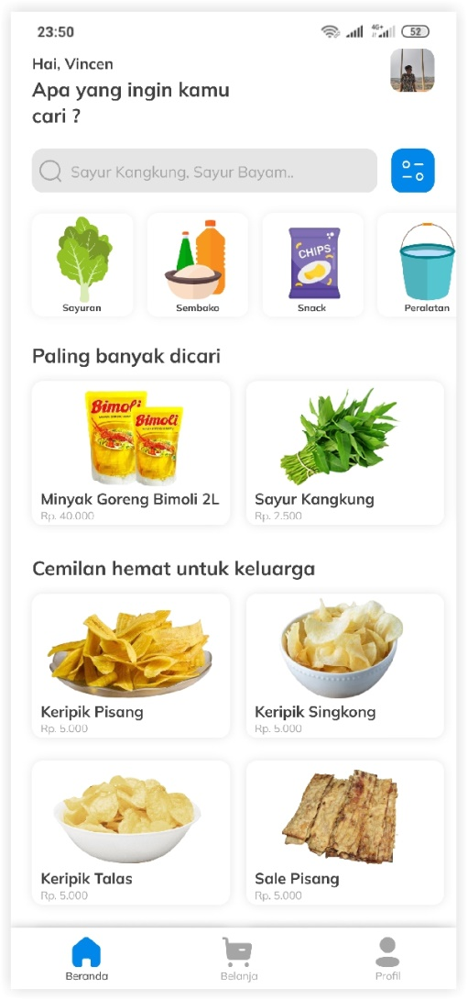 23:50
4G+
52
Hai, Vincen
Apa yang ingin kamu
cari ?
Sayur Kangkung, Sayur Bayam..
CHIPS
Sayuran
Sembako
Snack
Peralatan
Paling banyak dicari
Bimoli
Bimoli
Minyak Goreng Bimoli 2L
Rp. 40.000
Sayur Kangkung
Rp. 2.500
Cemilan hemat untuk keluarga
Keripik Pisang
Rp. 5.000
Keripik Singkong
Rp. 5.000
Keripik Talas
Rp. 5.000
Sale Pisang
Rp. 5.000
Beranda
Belanja
Profil